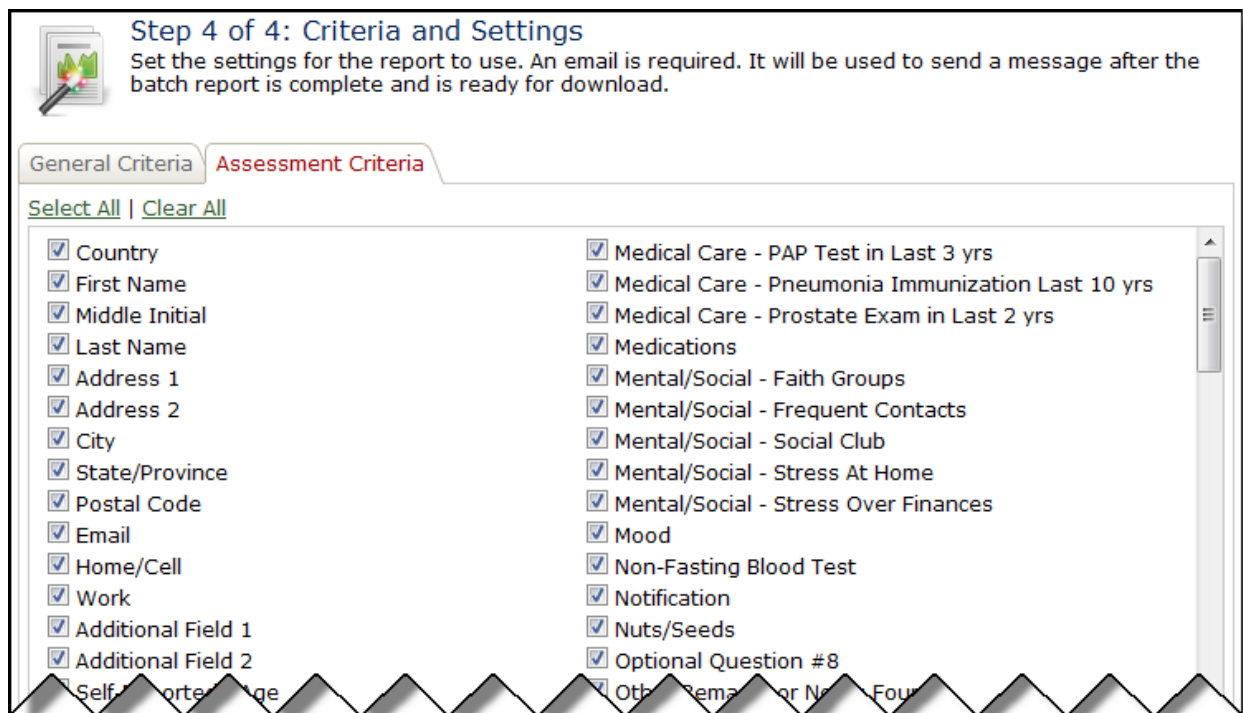 Step 4 of 4: Criteria and Settings
Set the settings for the report to use. An email is required. It will be used to send a message after the
batch report is complete and is ready for download.
General Criteria
Assessment Criteria
Select All | Clear All
Country
First Name
Middle Initial
Last Name
Address 1
Address 2
City
State/Province
Postal Code
Email
Home/Cell
Work
Additional Field 1
Additional Field 2
Age
Medical Care - PAP Test in Last 3 yrs
Medical Care - Pneumonia Immunization Last 10 yrs
Medical Care - Prostate Exam in Last 2 yrs
Medications
Mental/Social - Faith Groups
Mental/Social - Frequent Contacts
Mental/Social - Social Club
Mental/Social - Stress At Home
Mental/Social - Stress Over Finances
Mood
Non-Fasting Blood Test
Notification
Nuts/Seeds
Optional Question #8